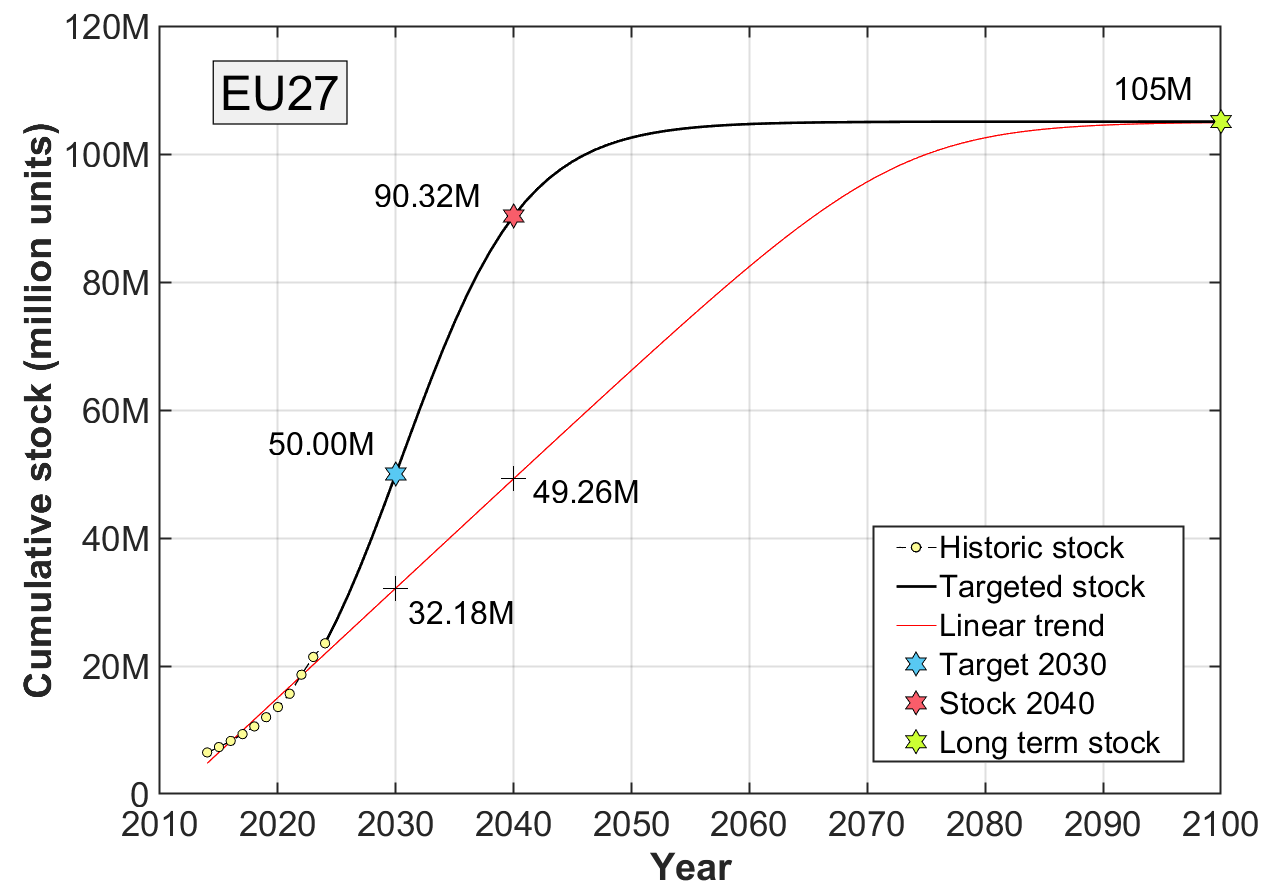 120M
EU27
105M
100M
90.32M
80M
60M
50.00M
49.26M
40M
32.18M
20M
0
Cumulative stock (million units)
Historic stock
Targeted stock
Linear trend
Target 2030
Stock 2040
Long term stock
2010 2020 2030 2040 2050 2060 2070 2080 2090 2100
Year